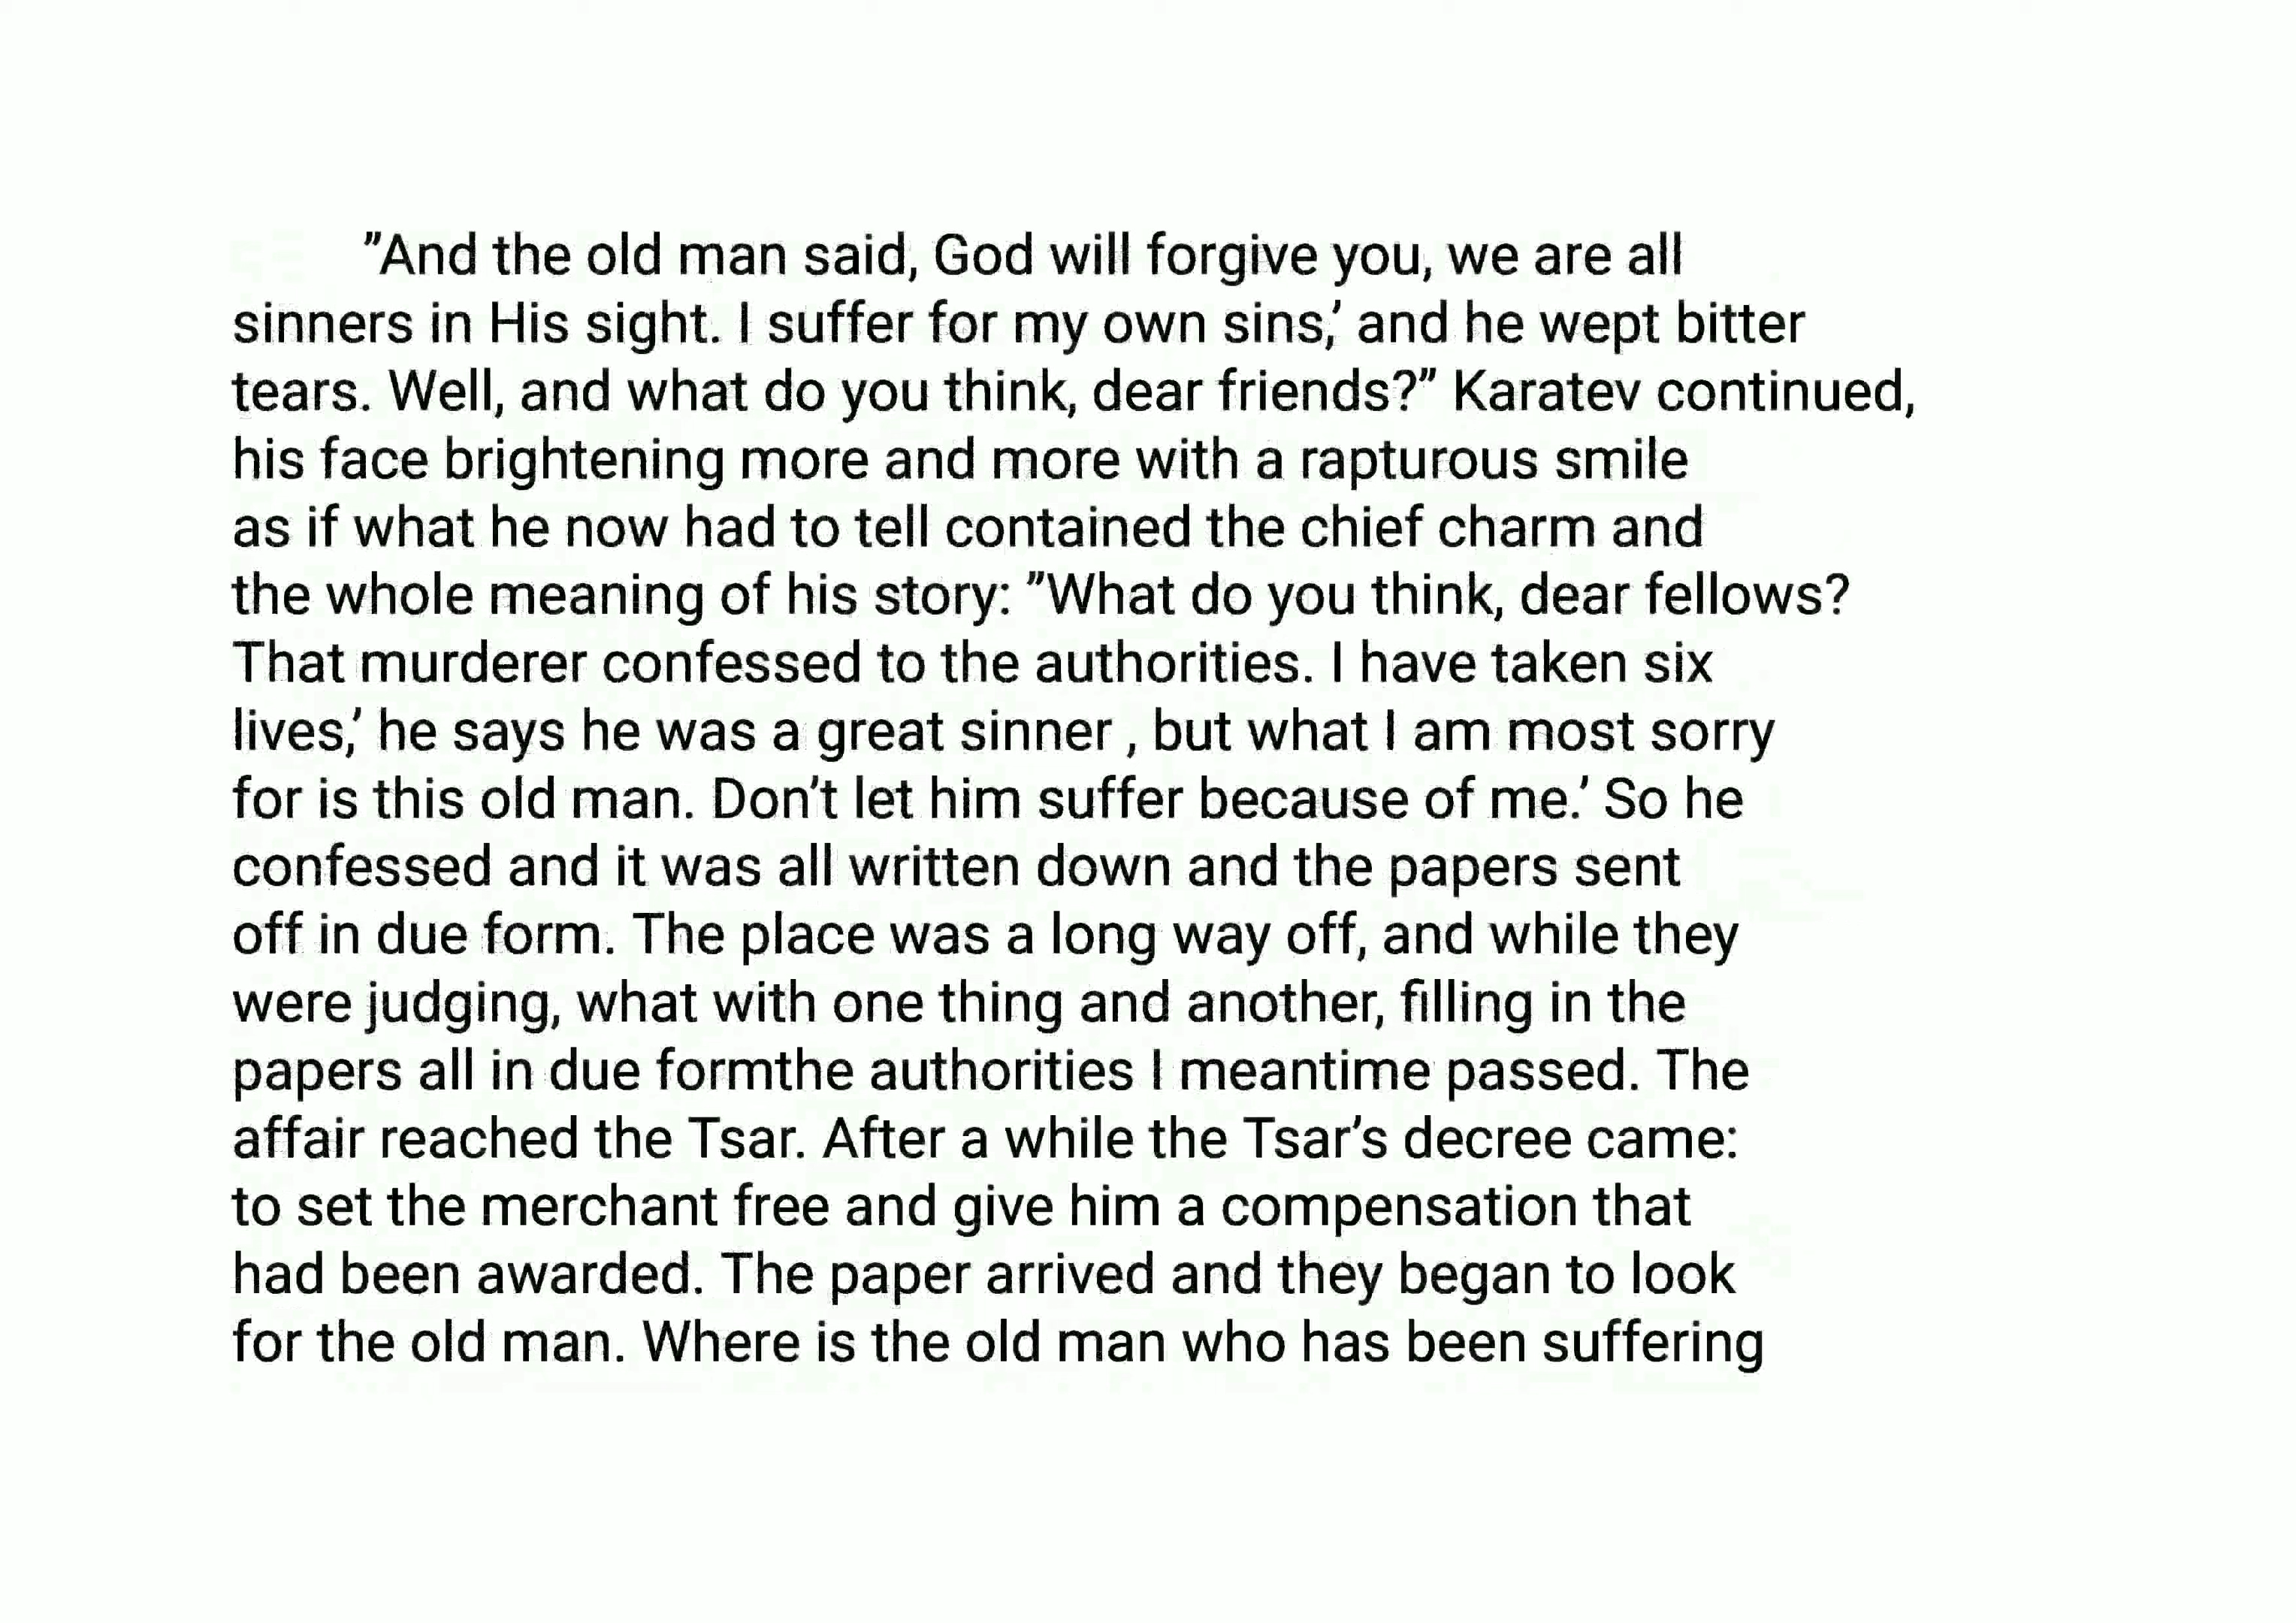 "And the old man said, God will forgive you, we are all
sinners in His sight. I suffer for my own sins,' and he wept bitter
tears. Well, and what do you think, dear friends?" Karatev continued,
his face brightening more and more with a rapturous smile
as if what he now had to tell contained the chief charm and
the whole meaning of his story: "What do you think, dear fellows?
That murderer confessed to the authorities. I have taken six
lives,' he says he was a great sinner , but what I am most sorry
for is this old man. Don't let him suffer because of me.' So he
confessed and it was all written down and the papers sent
off in due form. The place was a long way off, and while they
were judging, what with one thing and another, filling in the
papers all in due formthe authorities I meantime passed. The
affair reached the Tsar. After a while the Tsar's decree came:
to set the merchant free and give him a compensation that
had been awarded. The paper arrived and they began to look
for the old man. Where is the old man who has been suffering